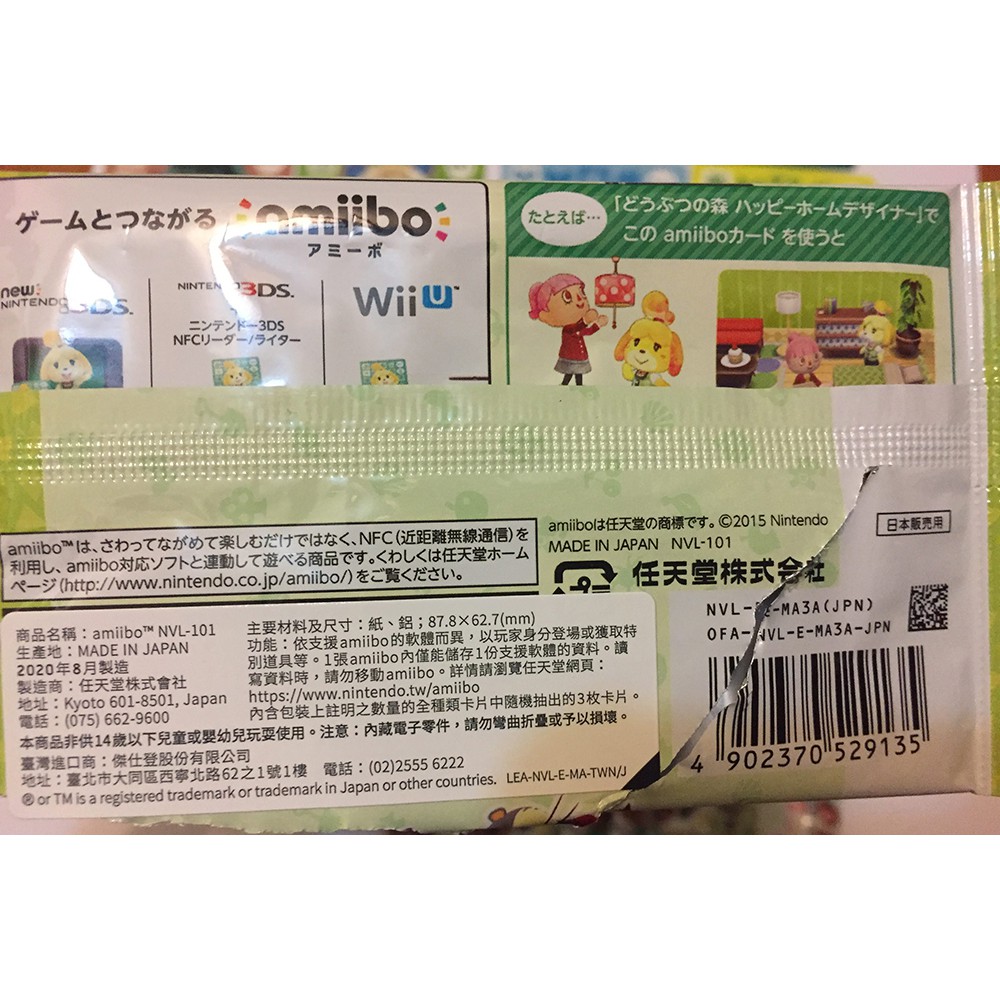 ゲームとつながる amiibo
アミーボ
new NINTENDO 3DS.
NINTENDO 3DS.
ニンテンドー3DS
NFCリーダー/ライター
Wii U™
たとえば…
「どうぶつの森 ハッピーホームデザイナー」で
この amiiboカード を使うと
amiibo™は、さわってながめて楽しむだけではなく、NFC（近距離無線通信）を
利用し、amiibo対応ソフトと連動して遊べる商品です。くわしくは任天堂ホーム
ページ（http://www.nintendo.co.jp/amiibo/）をご覧ください。
amiiboは任天堂の商標です。©2015 Nintendo
MADE IN JAPAN NVL-101
任天堂株式会社
日本販売用
-MA3A(JPN)
OFA- NVL-E-MA3A-JPN
4 902370 529135
商品名稱：amiibo™ NVL-101
生產地：MADE IN JAPAN
2020年8月製造
製造商：任天堂株式會社
地址：Kyoto 601-8501, Japan
電話：(075) 662-9600
主要材料及尺寸：紙、鋁；87.8×62.7(mm)
功能：依支援amiibo的軟體而異，以玩家身分登場或獲取特
別道具等。1張amiibo內僅能儲存1份支援軟體的資料。讀
寫資料時，請勿移動amiibo。詳情請瀏覽任天堂網頁：
https://www.nintendo.tw/amiibo
內含包裝上註明之數量的全種類卡片中隨機抽出的3枚卡片。
本商品非供14歲以下兒童或嬰幼兒玩耍使用。注意：內藏電子零件，請勿彎曲折疊或予以損壞。
臺灣進口商：傑仕登股份有限公司
地址：臺北市大同區西寧北路62之1號1樓 電話：(02)2555 6222
® or TM is a registered trademark or trademark in Japan or other countries. LEA-NVL-E-MA-TWN/J